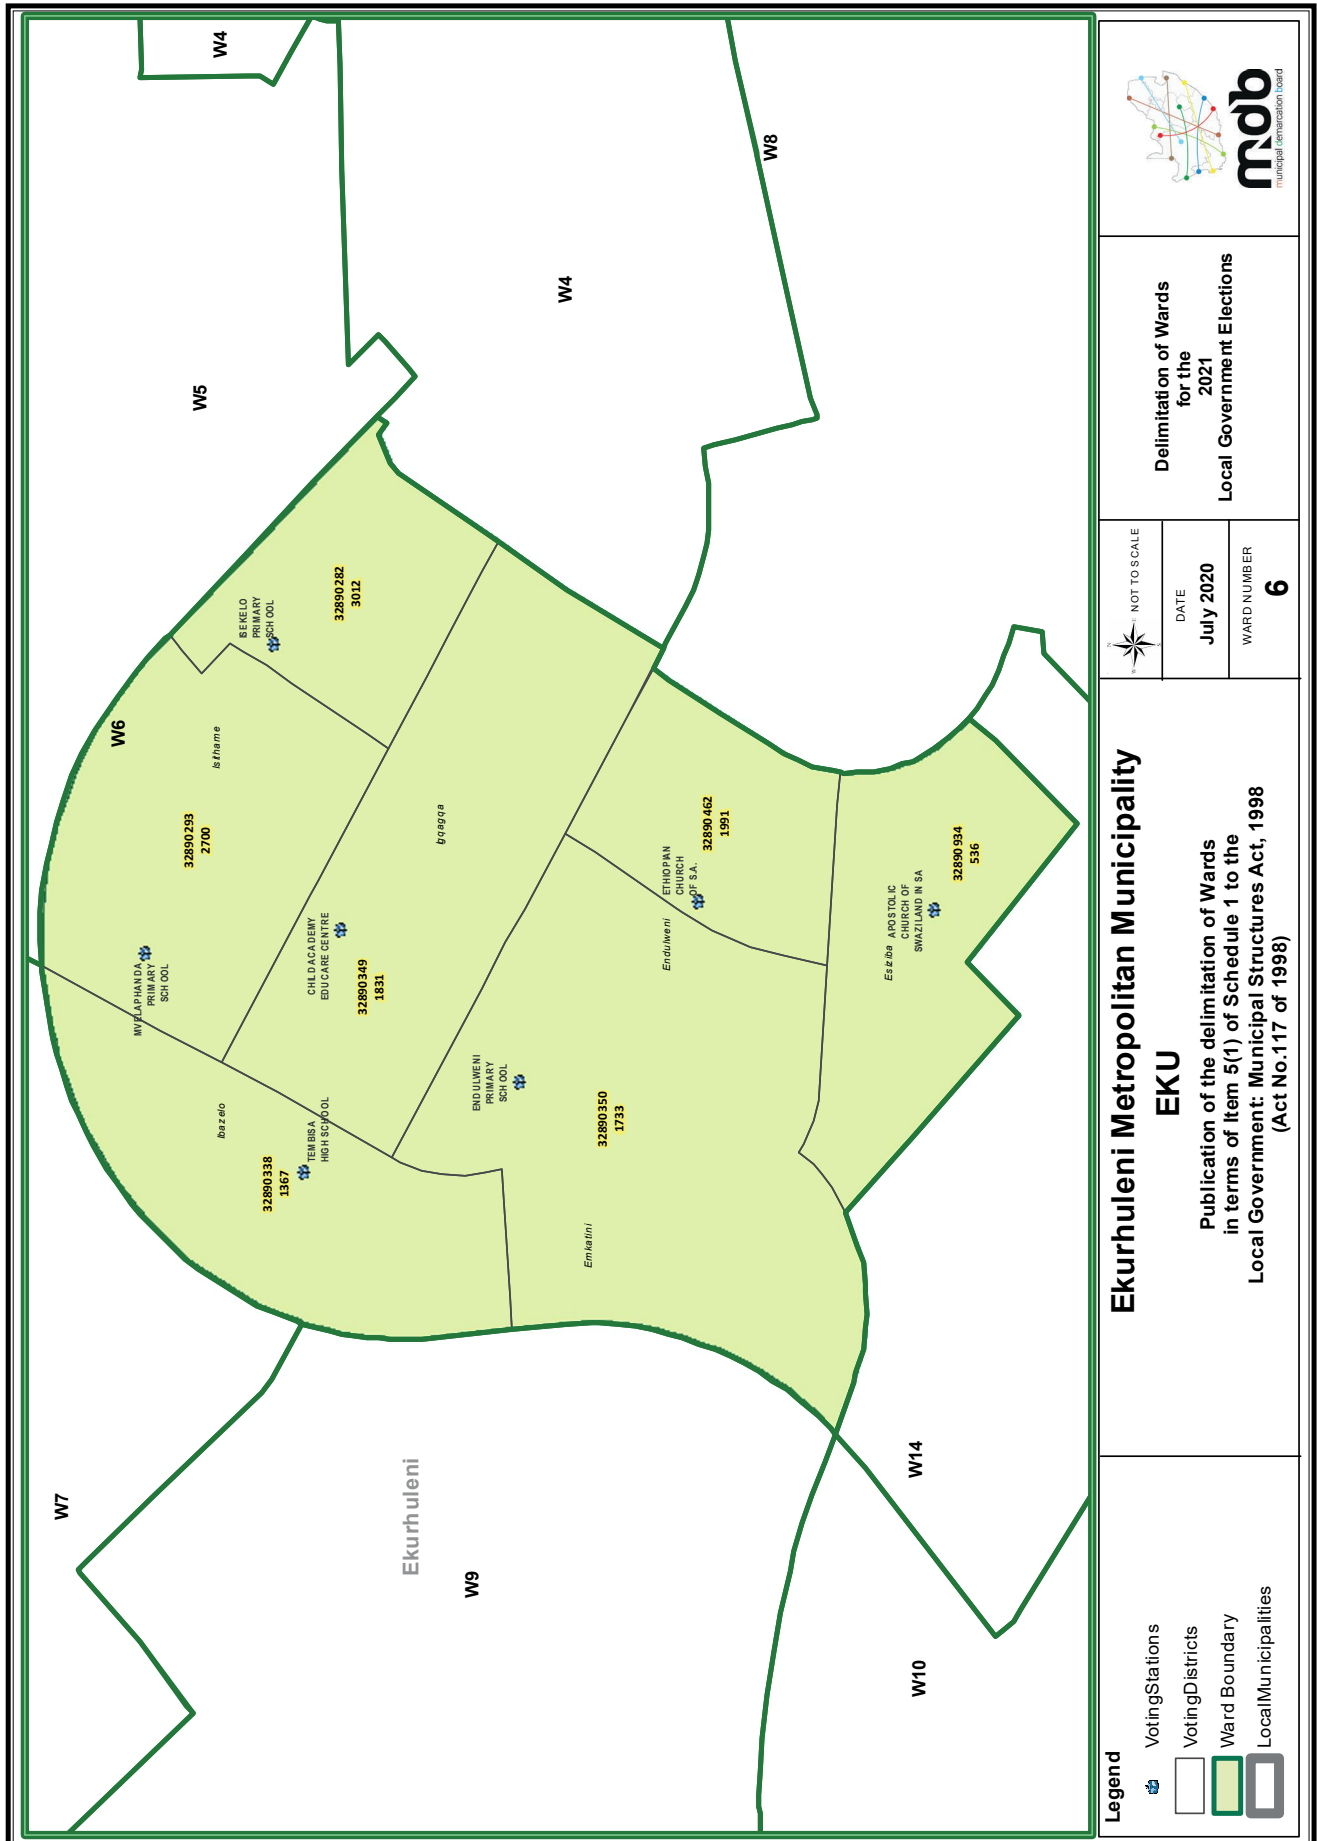 W7
W6
W5
W4
W4
W8
W9
W10
W14
Ekurhuleni
MVELAPHANDA
PRIMARY
SCHOOL
32890293
2700
Isithame
ISEKELO
PRIMARY
SCHOOL
32890282
3012
Ibazelo
32890338
1367
TEMBISA
HIGH SCHOOL
CHILD ACADEMY
EDUCARE CENTRE
32890349
1831
Igqagqa
ENDULWENI
PRIMARY
SCHOOL
32890350
1733
Emkatini
Endulweni
ETHIOPIAN
CHURCH
OF S.A.
32890462
1991
Esiziba
APOSTOLIC
CHURCH OF
SWAZILAND IN SA
32890934
536
Legend
VotingStations
VotingDistricts
Ward Boundary
LocalMunicipalities
Ekurhuleni Metropolitan Municipality
EKU
Publication of the delimitation of Wards
in terms of Item 5(1) of Schedule 1 to the
Local Government: Municipal Structures Act, 1998
(Act No.117 of 1998)
N
W
E
S
NOT TO SCALE
DATE
July 2020
WARD NUMBER
6
Delimitation of Wards
for the
2021
Local Government Elections
mdb
municipal demarcation board